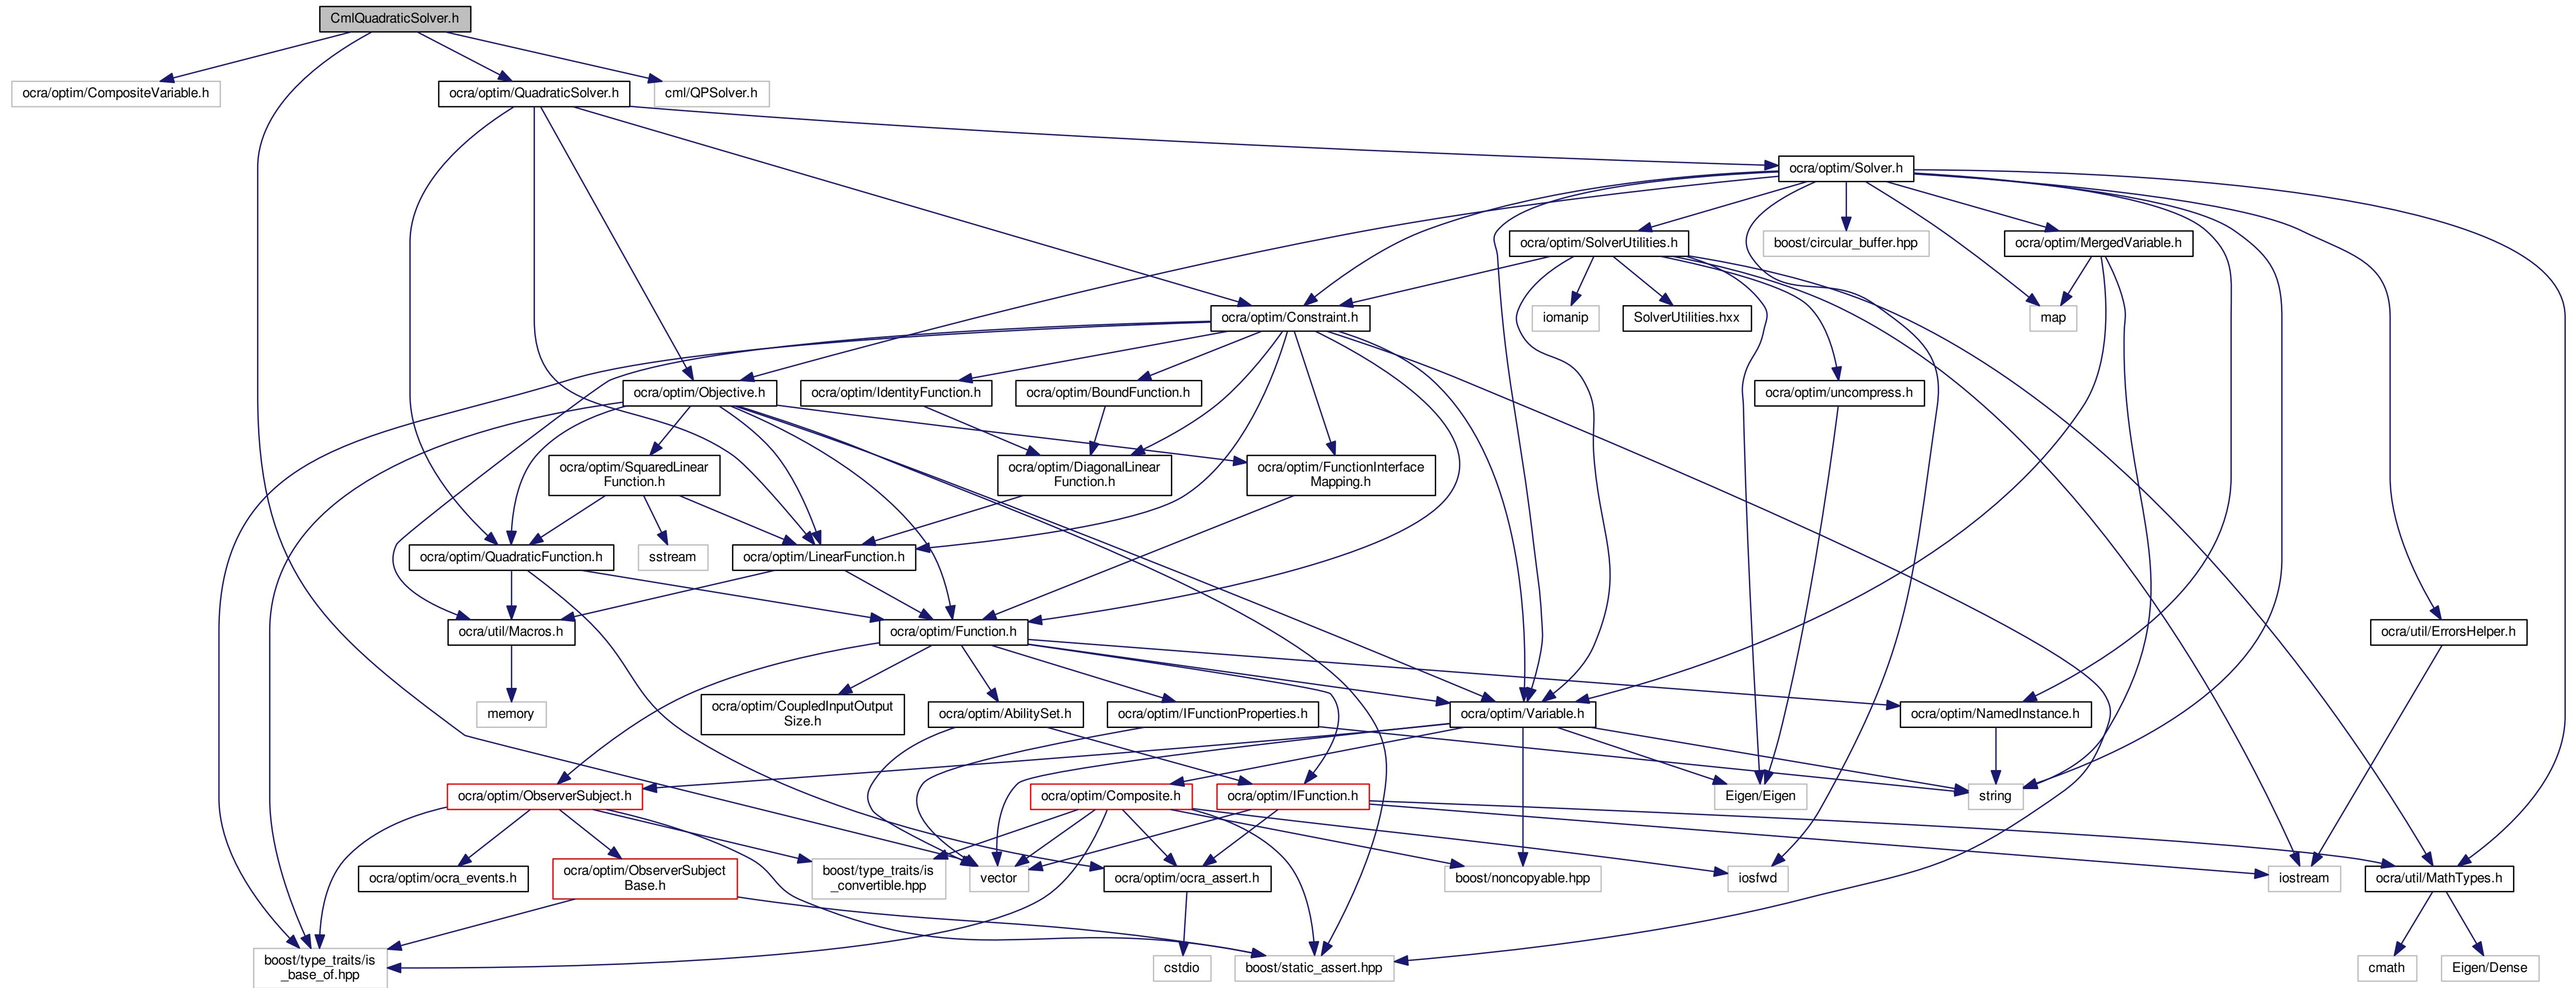 CmlQuadraticSolver.h
ocra/optim/CompositeVariable.h
ocra/optim/QuadraticSolver.h
cml/QPSolver.h
ocra/optim/Solver.h
ocra/optim/SolverUtilities.h
boost/circular_buffer.hpp
ocra/optim/MergedVariable.h
ocra/optim/Constraint.h
iomanip
SolverUtilities.hxx
map
ocra/optim/Objective.h
ocra/optim/IdentityFunction.h
ocra/optim/BoundFunction.h
ocra/optim/uncompress.h
ocra/optim/SquaredLinear
Function.h
ocra/optim/DiagonalLinear
Function.h
ocra/optim/FunctionInterface
Mapping.h
ocra/optim/QuadraticFunction.h
sstream
ocra/optim/LinearFunction.h
ocra/util/Macros.h
ocra/optim/Function.h
ocra/util/ErrorsHelper.h
memory
ocra/optim/CoupledInputOutput
Size.h
ocra/optim/AbilitySet.h
ocra/optim/IFunctionProperties.h
ocra/optim/Variable.h
ocra/optim/NamedInstance.h
ocra/optim/ObserverSubject.h
ocra/optim/Composite.h
ocra/optim/IFunction.h
Eigen/Eigen
string
ocra/optim/ocra_events.h
ocra/optim/ObserverSubject
Base.h
boost/type_traits/is
_convertible.hpp
vector
ocra/optim/ocra_assert.h
boost/noncopyable.hpp
iosfwd
iostream
ocra/util/MathTypes.h
boost/type_traits/is
_base_of.hpp
cstdio
boost/static_assert.hpp
cmath
Eigen/Dense